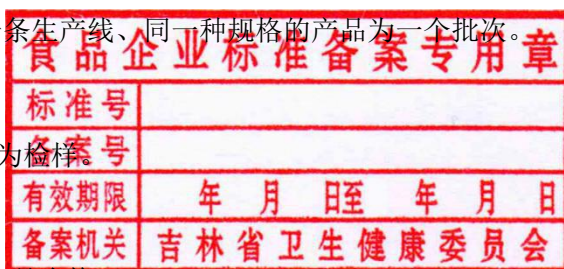 条生产线、同一种规格的产品为一个批次。
食品企业标准备案专用章
标准号
备案号
为检样。
有效期限 年 月 日至 年 月 日
备案机关 吉林省卫生健康委员会